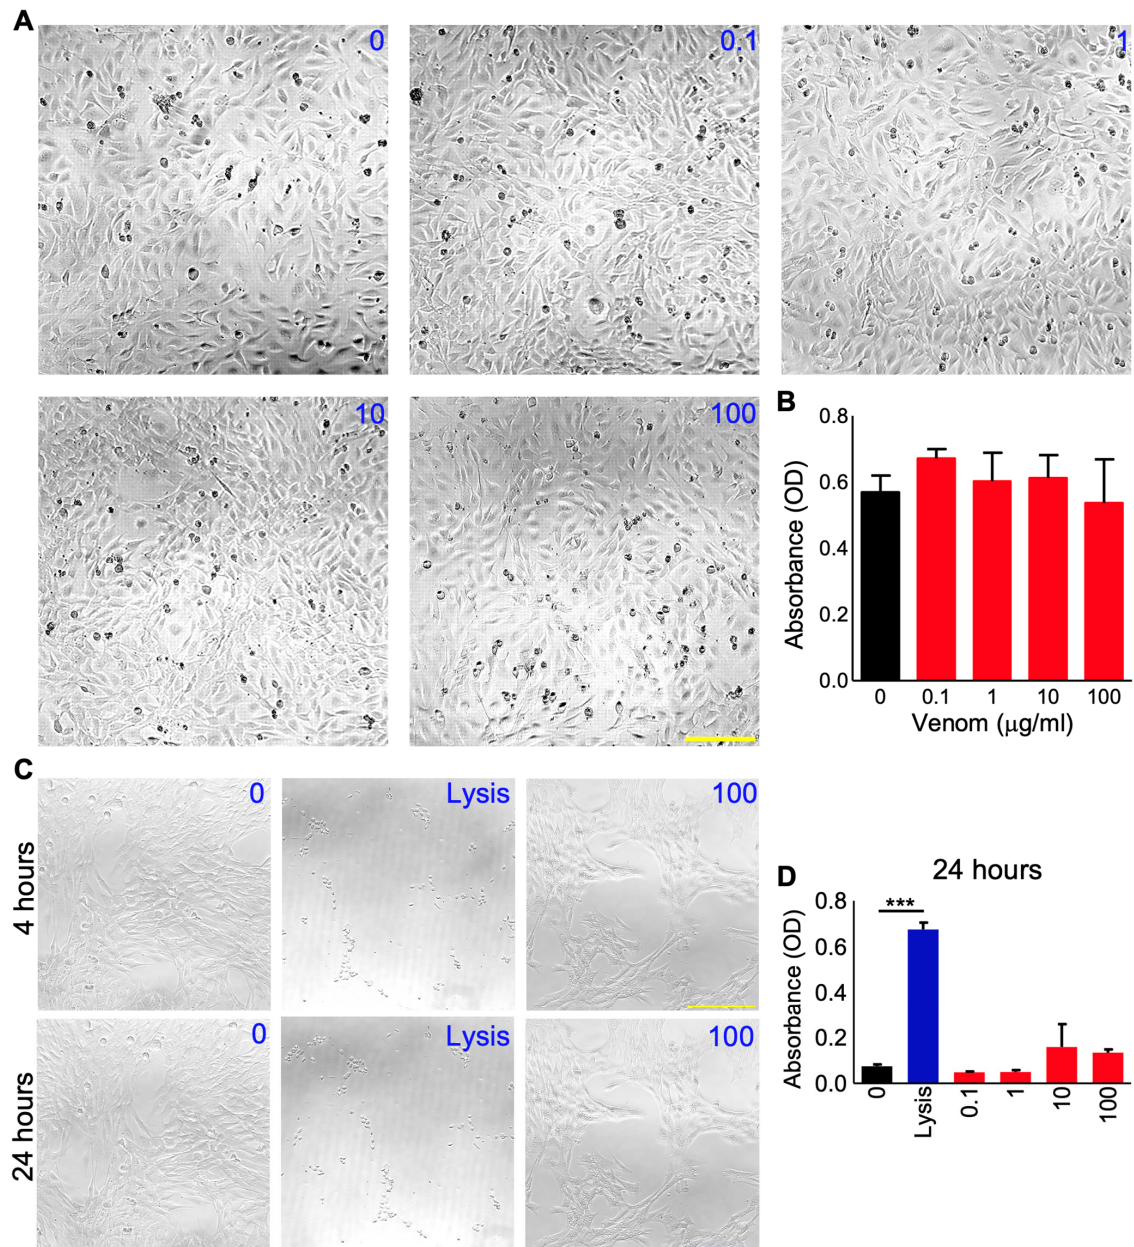 A
0
0.1
1
10
100
B
0.8
0.6
0.4
0.2
0.0
Absorbance (OD)
0 0.1 1 10 100
Venom (μg/ml)
C
4 hours
0
Lysis
100
24 hours
0
Lysis
100
D
24 hours
***
0.8
0.6
0.4
0.2
0.0
Absorbance (OD)
0 Lysis 0.1 1 10 100